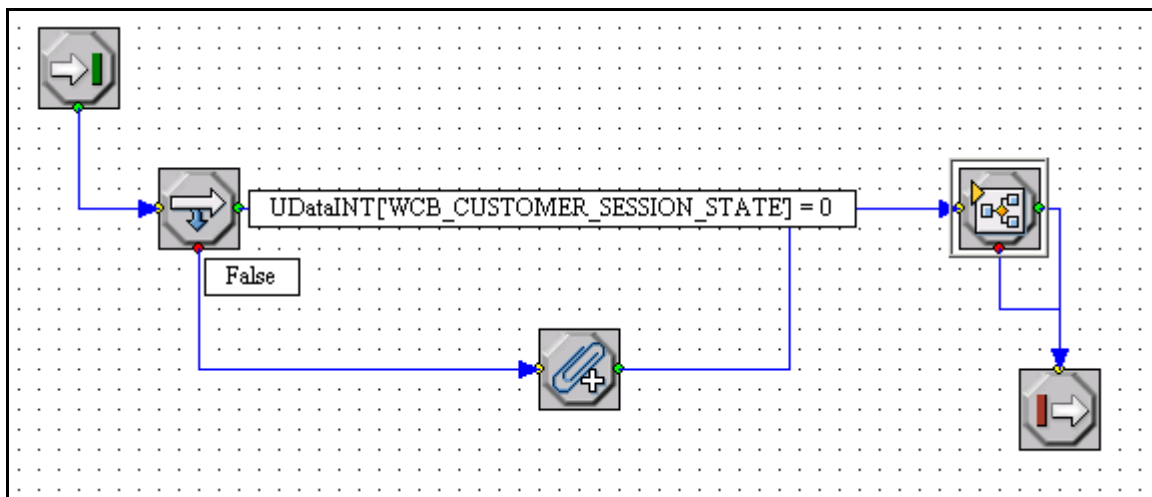 UDataINT['WCB_CUSTOMER_SESSION_STATE'] = 0
False